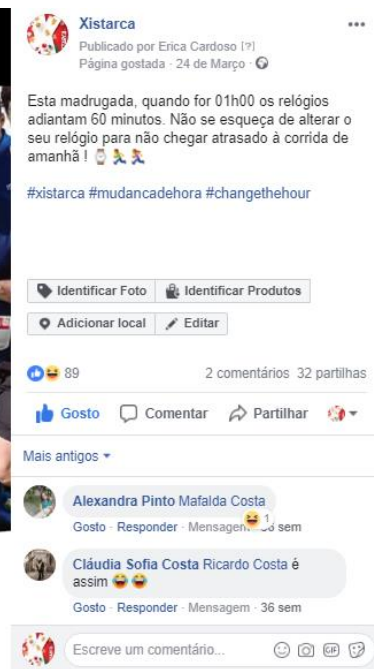 Xistarca
Publicado por Erica Cardoso [?]
Página gostada · 24 de Março ·
Esta madrugada, quando for 01h00 os relógios
adiantam 60 minutos. Não se esqueça de alterar o
seu relógio para não chegar atrasado à corrida de
amanhã !
#xistarca #mudancadehora #changethehour
Identificar Foto Identificar Produtos
Adicionar local Editar
89 2 comentários 32 partilhas
Gosto Comentar Partilhar
Mais antigos
Alexandra Pinto Mafalda Costa
1
Gosto · Responder · Mensagem · sem
Cláudia Sofia Costa Ricardo Costa é
assim
Gosto · Responder · Mensagem · 36 sem
Escreve um comentário...
GIF